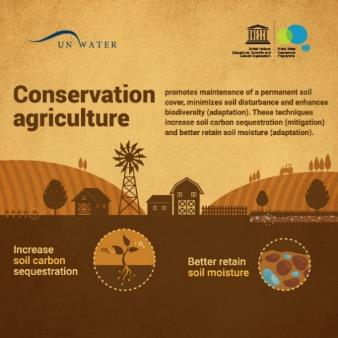 UN WATER
United Nations
Educational, Scientific and
Cultural Organization
World Water
Assessment
Programme
Conservation
agriculture
promotes maintenance of a permanent soil
cover, minimizes soil disturbance and enhances
biodiversity (adaptation). These techniques
increase soil carbon sequestration (mitigation)
and better retain soil moisture (adaptation).
Increase
soil carbon
sequestration
Better retain
soil moisture